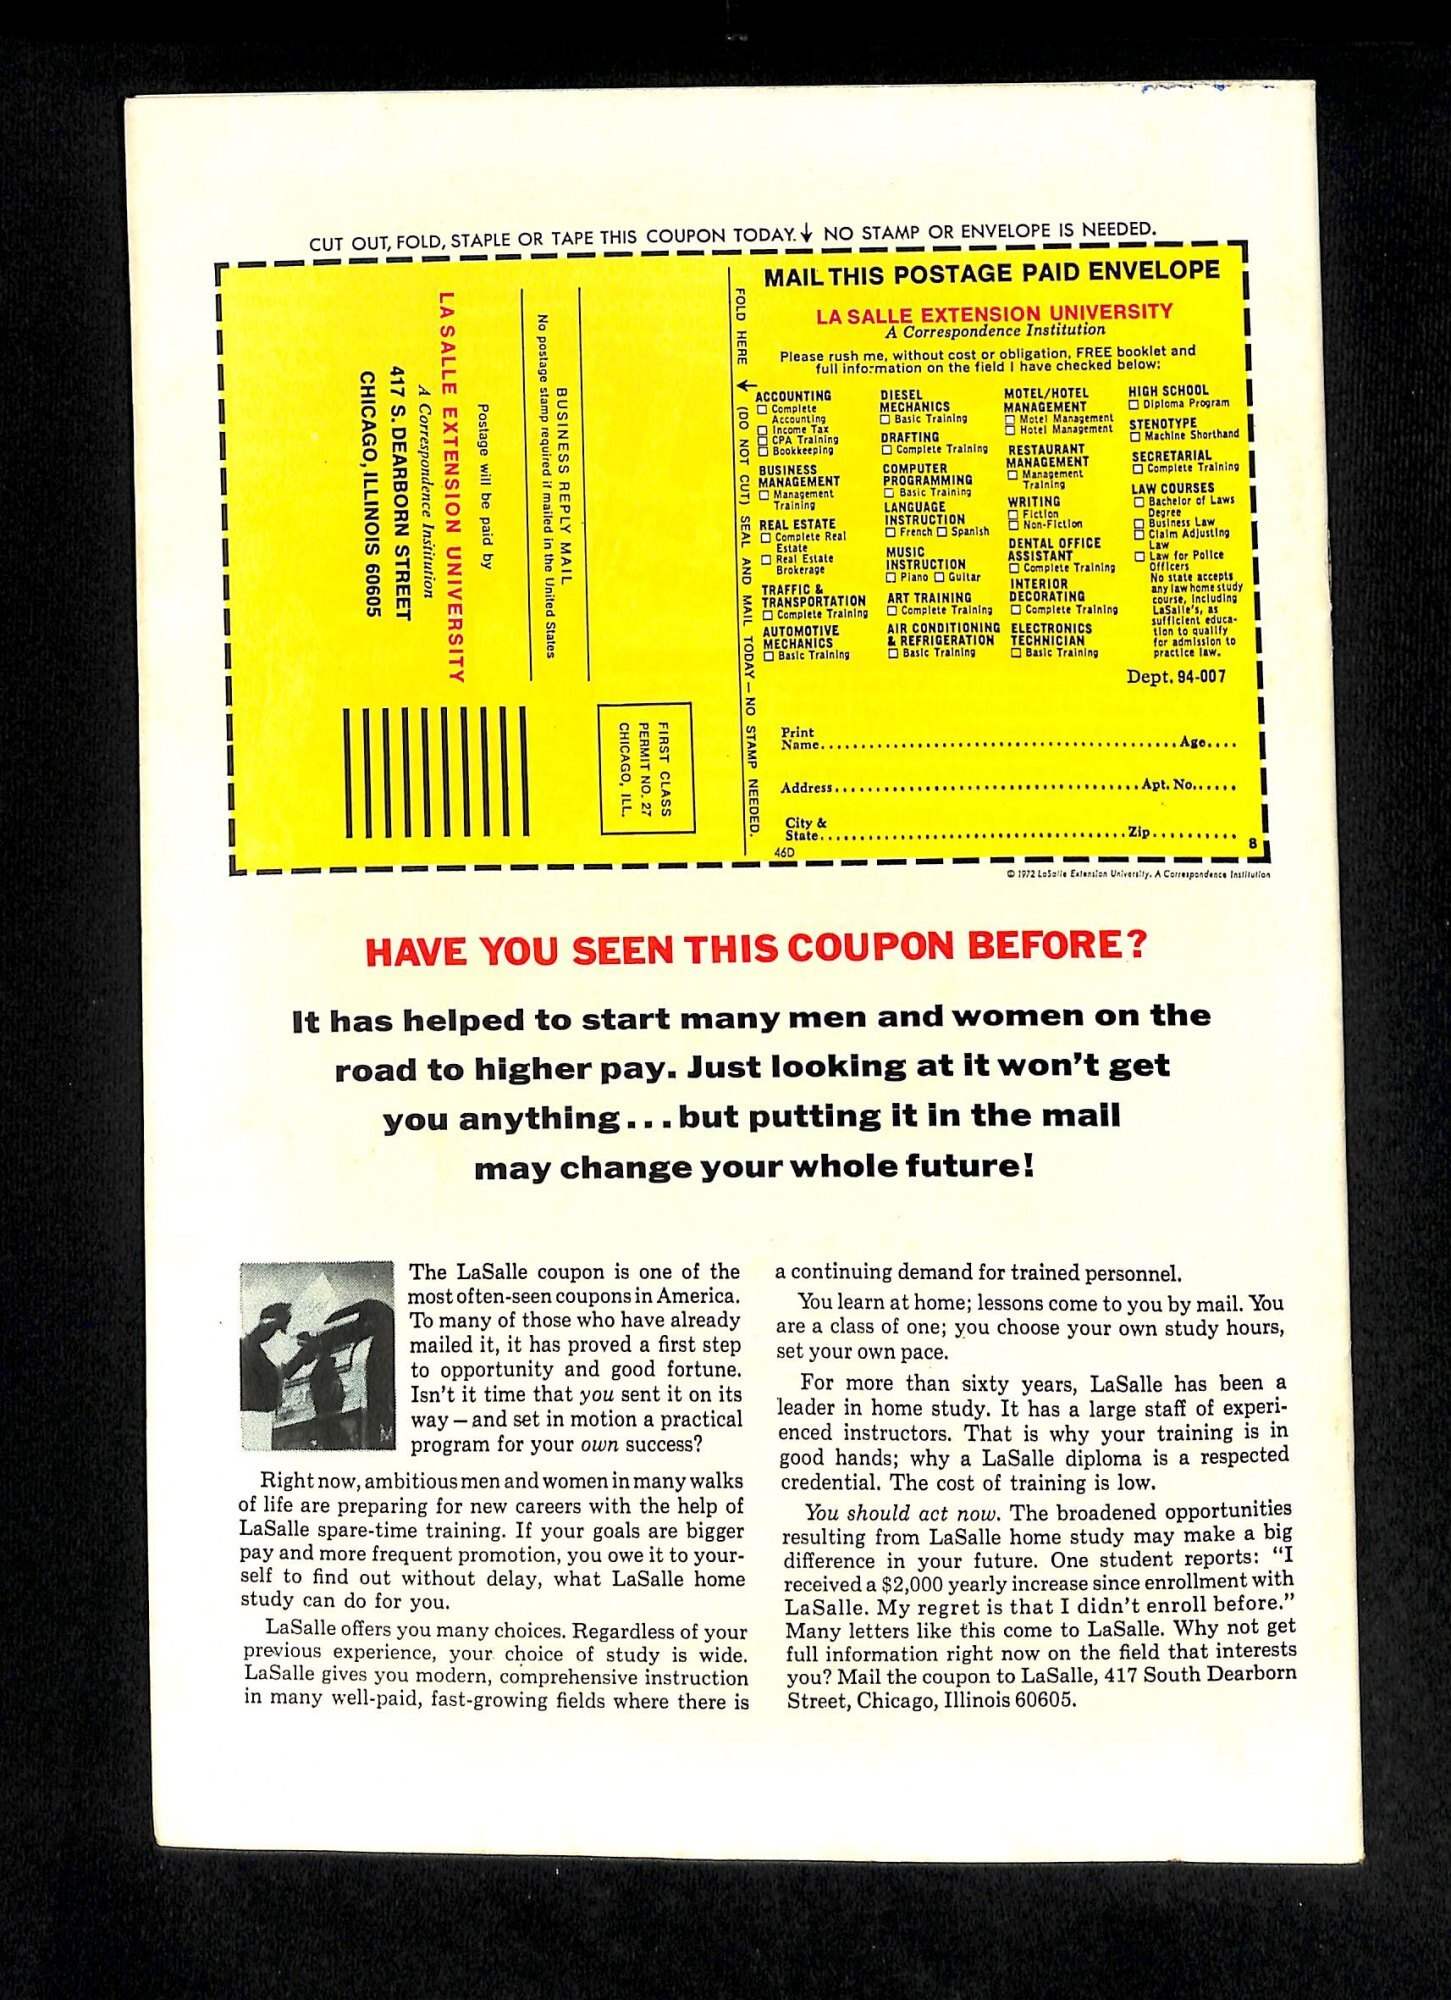 CUT OUT, FOLD, STAPLE OR TAPE THIS COUPON TODAY. ↓ NO STAMP OR ENVELOPE IS NEEDED.
LA SALLE EXTENSION UNIVERSITY
A Correspondence Institution
417 S. DEARBORN STREET
CHICAGO, ILLINOIS 60605
Postage will be paid by
BUSINESS REPLY MAIL
No postage stamp required if mailed in the United States
FIRST CLASS
PERMIT NO. 27
CHICAGO, ILL.
FOLD HERE ↓ (DO NOT CUT) SEAL AND MAIL TODAY — NO STAMP NEEDED.
MAIL THIS POSTAGE PAID ENVELOPE
LA SALLE EXTENSION UNIVERSITY
A Correspondence Institution
Please rush me, without cost or obligation, FREE booklet and
full information on the field I have checked below:
ACCOUNTING
☐ Complete
Accounting
☐ Income Tax
☐ CPA Training
☐ Bookkeeping
BUSINESS
MANAGEMENT
☐ Management
Training
REAL ESTATE
☐ Complete Real
Estate
☐ Real Estate
Brokerage
TRAFFIC &
TRANSPORTATION
☐ Complete Training
AUTOMOTIVE
MECHANICS
☐ Basic Training
DIESEL
MECHANICS
☐ Basic Training
DRAFTING
☐ Complete Training
COMPUTER
PROGRAMMING
☐ Basic Training
LANGUAGE
INSTRUCTION
☐ French ☐ Spanish
MUSIC
INSTRUCTION
☐ Piano ☐ Guitar
ART TRAINING
☐ Complete Training
AIR CONDITIONING
& REFRIGERATION
☐ Basic Training
MOTEL/HOTEL
MANAGEMENT
☐ Motel Management
☐ Hotel Management
RESTAURANT
MANAGEMENT
☐ Management
Training
WRITING
☐ Fiction
☐ Non-Fiction
DENTAL OFFICE
ASSISTANT
☐ Complete Training
INTERIOR
DECORATING
☐ Complete Training
ELECTRONICS
TECHNICIAN
☐ Basic Training
HIGH SCHOOL
☐ Diploma Program
STENOTYPE
☐ Machine Shorthand
SECRETARIAL
☐ Complete Training
LAW COURSES
☐ Bachelor of Laws
Degree
☐ Business Law
☐ Claim Adjusting
Law
☐ Law for Police
Officers
No state accepts
any law home study
course, including
LaSalle's, as
sufficient educa-
tion to qualify
for admission to
practice law.
Dept. 94-007
Print
Name.............................................Age....
Address.......................................Apt. No......
City &
State.......................................Zip..........
46D 8
© 1972 LaSalle Extension University. A Correspondence Institution
HAVE YOU SEEN THIS COUPON BEFORE?
It has helped to start many men and women on the
road to higher pay. Just looking at it won't get
you anything...but putting it in the mail
may change your whole future!
The LaSalle coupon is one of the
most often-seen coupons in America.
To many of those who have already
mailed it, it has proved a first step
to opportunity and good fortune.
Isn't it time that you sent it on its
way — and set in motion a practical
program for your own success?
Right now, ambitious men and women in many walks
of life are preparing for new careers with the help of
LaSalle spare-time training. If your goals are bigger
pay and more frequent promotion, you owe it to your-
self to find out without delay, what LaSalle home
study can do for you.
LaSalle offers you many choices. Regardless of your
previous experience, your choice of study is wide.
LaSalle gives you modern, comprehensive instruction
in many well-paid, fast-growing fields where there is
a continuing demand for trained personnel.
You learn at home; lessons come to you by mail. You
are a class of one; you choose your own study hours,
set your own pace.
For more than sixty years, LaSalle has been a
leader in home study. It has a large staff of experi-
enced instructors. That is why your training is in
good hands; why a LaSalle diploma is a respected
credential. The cost of training is low.
You should act now. The broadened opportunities
resulting from LaSalle home study may make a big
difference in your future. One student reports: “I
received a $2,000 yearly increase since enrollment with
LaSalle. My regret is that I didn't enroll before.”
Many letters like this come to LaSalle. Why not get
full information right now on the field that interests
you? Mail the coupon to LaSalle, 417 South Dearborn
Street, Chicago, Illinois 60605.